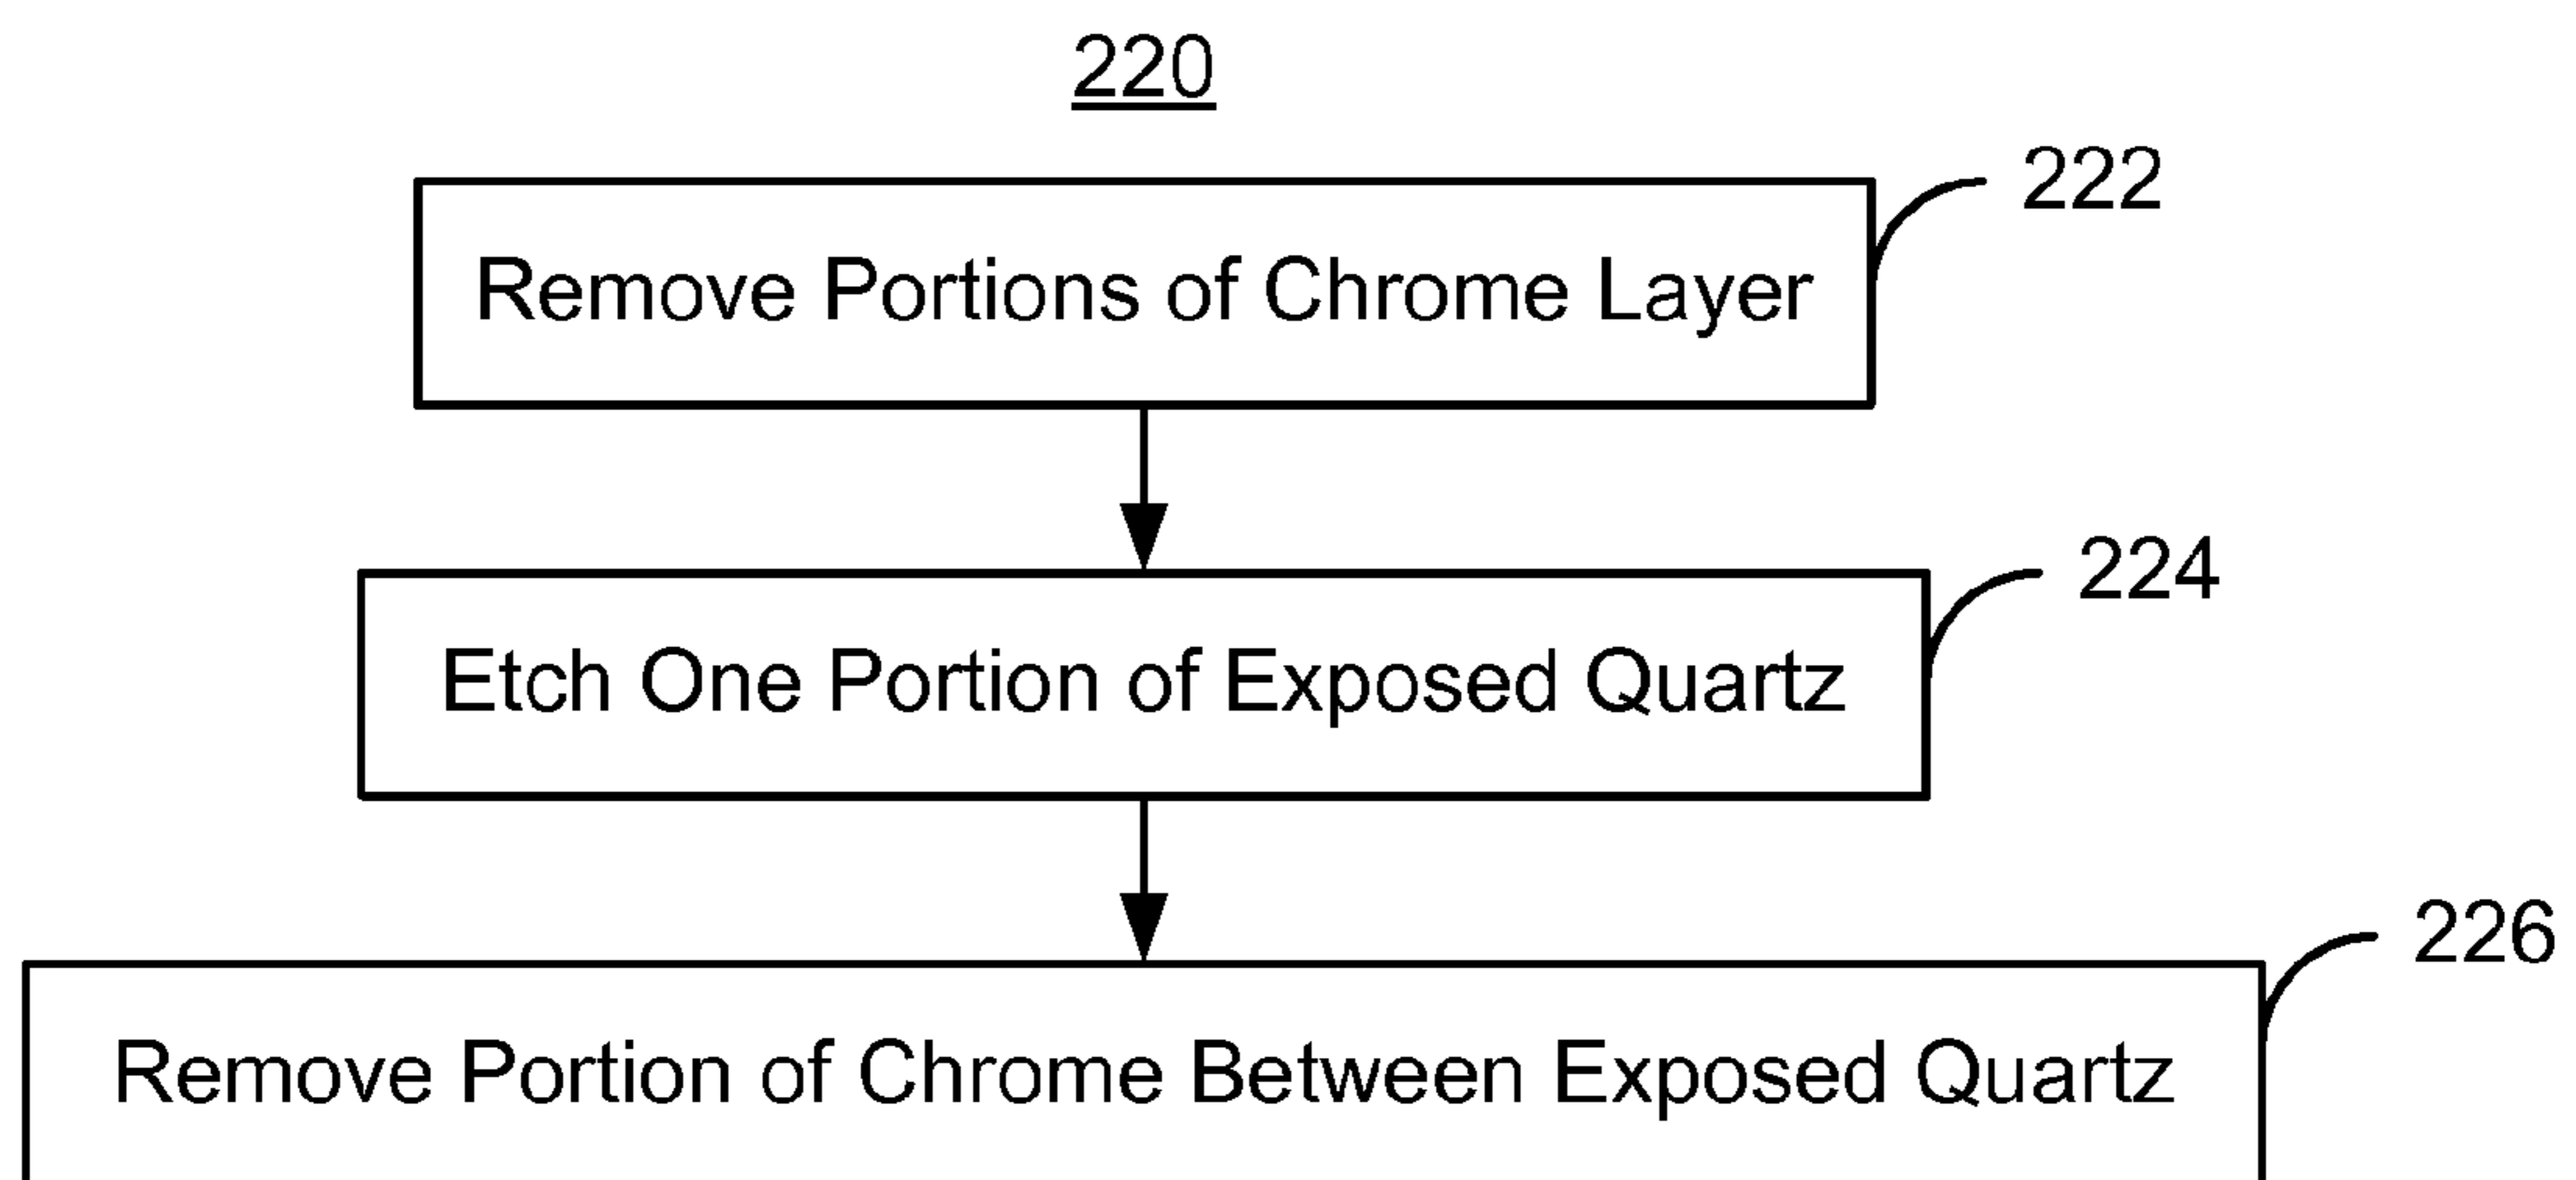 220
222
Remove Portions of Chrome Layer
224
Etch One Portion of Exposed Quartz
226
Remove Portion of Chrome Between Exposed Quartz